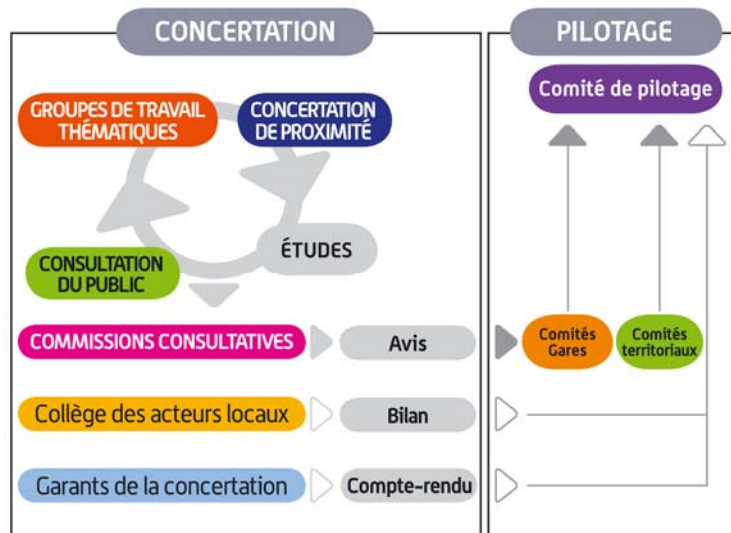 CONCERTATION
PILOTAGE
GROUPES DE TRAVAIL
THÉMATIQUES
CONCERTATION
DE PROXIMITÉ
Comité de pilotage
ÉTUDES
CONSULTATION
DU PUBLIC
COMMISSIONS CONSULTATIVES
Avis
Comités
Gares
Comités
territoriaux
Collège des acteurs locaux
Bilan
Garants de la concertation
Compte-rendu